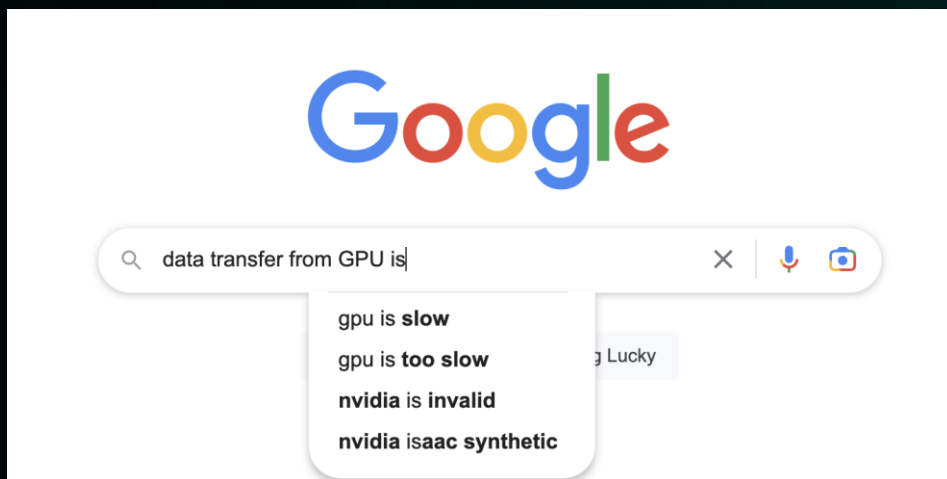 Google
data transfer from GPU is
gpu is slow
gpu is too slow
g Lucky
nvidia is invalid
nvidia isaac synthetic